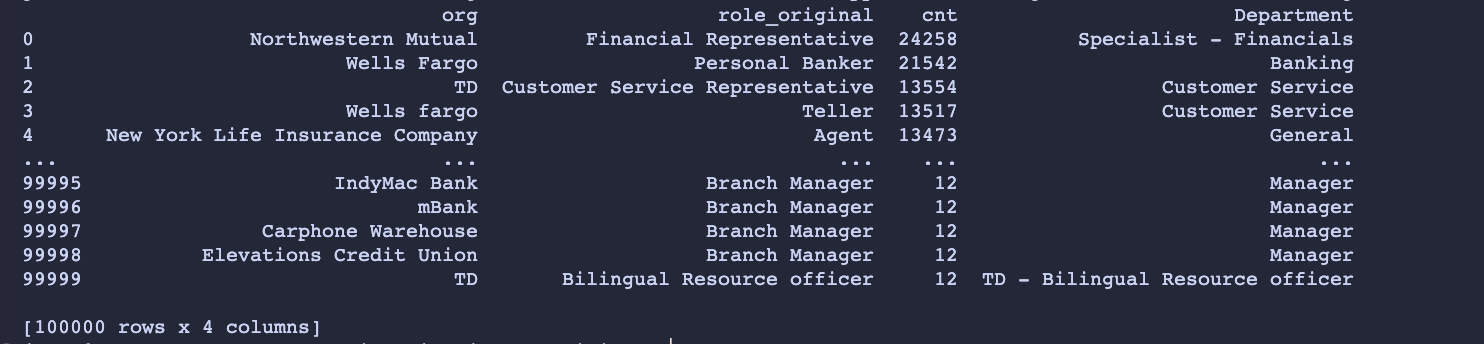 org role_original cnt Department
0 Northwestern Mutual Financial Representative 24258 Specialist - Financials
1 Wells Fargo Personal Banker 21542 Banking
2 TD Customer Service Representative 13554 Customer Service
3 Wells fargo Teller 13517 Customer Service
4 New York Life Insurance Company Agent 13473 General
... ... ... ... ...
99995 IndyMac Bank Branch Manager 12 Manager
99996 mBank Branch Manager 12 Manager
99997 Carphone Warehouse Branch Manager 12 Manager
99998 Elevations Credit Union Branch Manager 12 Manager
99999 TD Bilingual Resource officer 12 TD - Bilingual Resource officer
[100000 rows x 4 columns]